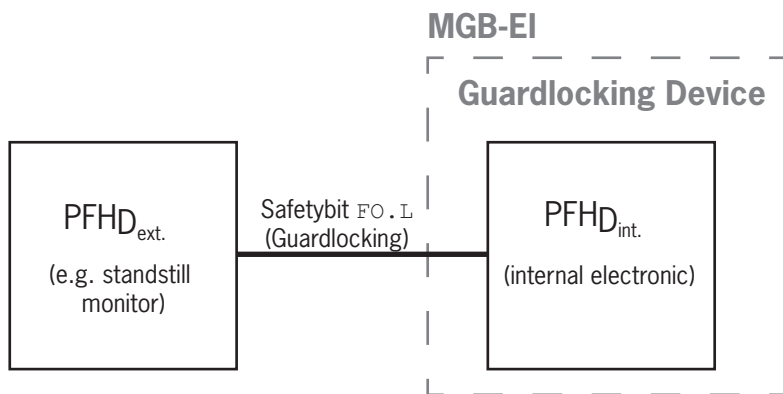 MGB-EI
Guardlocking Device
PFHDext.
(e.g. standstill
monitor)
Safetybit FO.L
(Guardlocking)
PFHDint.
(internal electronic)